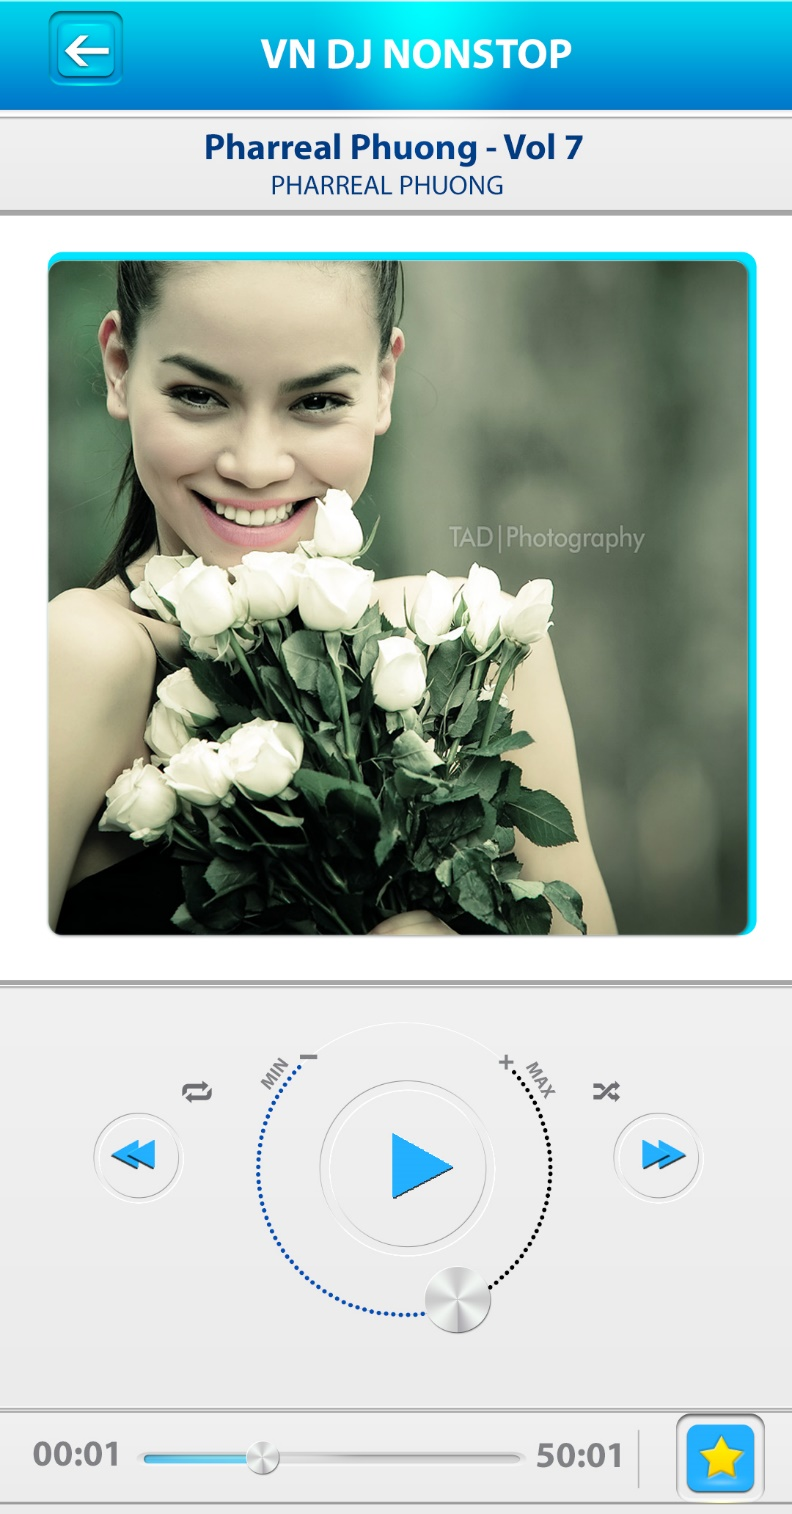 VN DJ NONSTOP
Pharreal Phuong - Vol 7
PHARREAL PHUONG
TAD|Photography
MIN
MAX
00:01
50:01